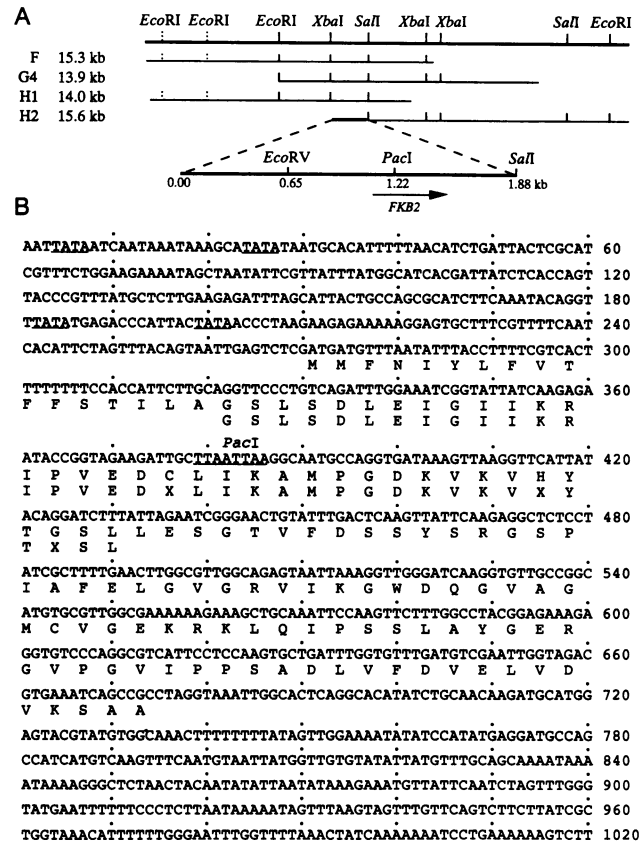 A
EcoRI EcoRI EcoRI XbaI SalI XbaI XbaI SalI EcoRI
F 15.3 kb
G4 13.9 kb
H1 14.0 kb
H2 15.6 kb
EcoRV PacI SalI
0.00 0.65 1.22 1.88 kb
FKB2
B
AATTATAATCAATAAATAAAGCATATATAATGCACATTTTTAACATCTGATTACTCGCAT 60
CGTTTCTGGAAGAAAATAGCTAATATTCGTTATTTATGGCATCACGATTATCTCACCAGT 120
TACCCGTTTATGCTCTTGAAGAGATTTAGCATTACTGCCAGCGCATCTTCAAATACAGGT 180
TTATATGAGACCCATTACTATAACCCTAAGAAGAGAAAAAGGAGTGCTTTCGTTTTCAAT 240
CACATTCTAGTTTACAGTAATTGAGTCTCGATGATGTTTAATATTTACCTTTTCGTCACT 300
M M F N I Y L F V T
TTTTTTTCCACCATTCTTGCAGGTTCCCTGTCAGATTTGGAAATCGGTATTATCAAGAGA 360
F F S T I L A G S L S D L E I G I I K R
G S L S D L E I G I I K R
PacI
ATACCGGTAGAAGATTGCTTAATTAAGGCAATGCCAGGTGATAAAGTTAAGGTTCATTAT 420
I P V E D C L I K A M P G D K V K V H Y
I P V E D X L I K A M P G D K V K V X Y
ACAGGATCTTTATTAGAATCGGGAACTGTATTTGACTCAAGTTATTCAAGAGGCTCTCCT 480
T G S L L E S G T V F D S S Y S R G S P
T X S L
ATCGCTTTTGAACTTGGCGTTGGCAGAGTAATTAAAGGTTGGGATCAAGGTGTTGCCGGC 540
I A F E L G V G R V I K G W D Q G V A G
ATGTGCGTTGGCGAAAAAAGAAAGCTGCAAATTCCAAGTTCTTTGGCCTACGGAGAAAGA 600
M C V G E K R K L Q I P S S L A Y G E R
GGTGTCCCAGGCGTCATTCCTCCAAGTGCTGATTTGGTGTTTGATGTCGAATTGGTAGAC 660
G V P G V I P P S A D L V F D V E L V D
GTGAAATCAGCCGCCTAGGTAAATTGGCACTCAGGCACATATCTGCAACAAGATGCATGG 720
V K S A A
AGTACGTATGTGGCAAACTTTTTTTTATAGTTGGAAAATATATCCATATGAGGATGCCAG 780
CCATCATGTCAAGTTTCAATGTAATTATGGTTGTGTATATTATGTTTGCAGCAAAATAAA 840
ATAAAAGGGCTCTAACTACAATATATTAATATAAAGAAATGTTATTCAATCTAGTTTGGG 900
TATGAATTTTTTCCCTCTTAATAAAAATAGTTTAAGTAGTTTGTTCAGTCTTCTTATCGC 960
TGGTAAACATTTTTTGGGAATTTGGTTTTAAACTATCAAAAAAATCCTGAAAAAAGTCTT 1020